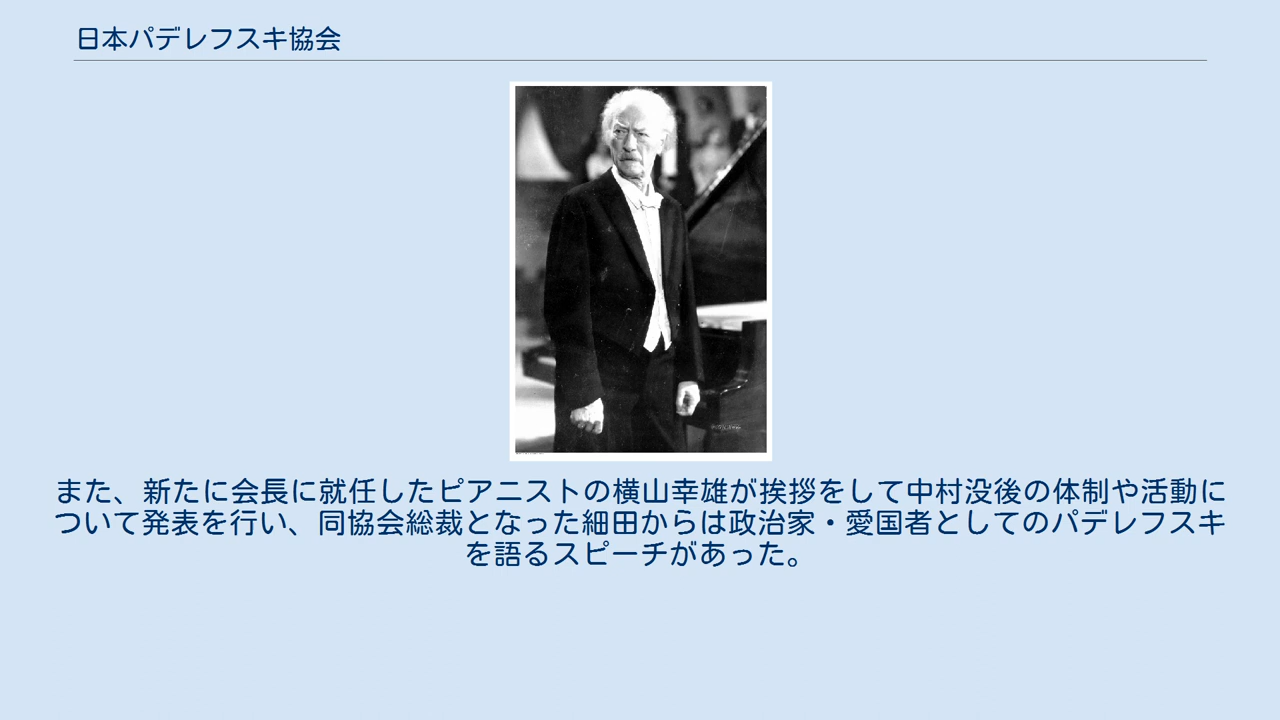 日本パデレフスキ協会
また、新たに会長に就任したピアニストの横山幸雄が挨拶をして中村没後の体制や活動に
ついて発表を行い、同協会総裁となった細田からは政治家・愛国者としてのパデレフスキ
を語るスピーチがあった。